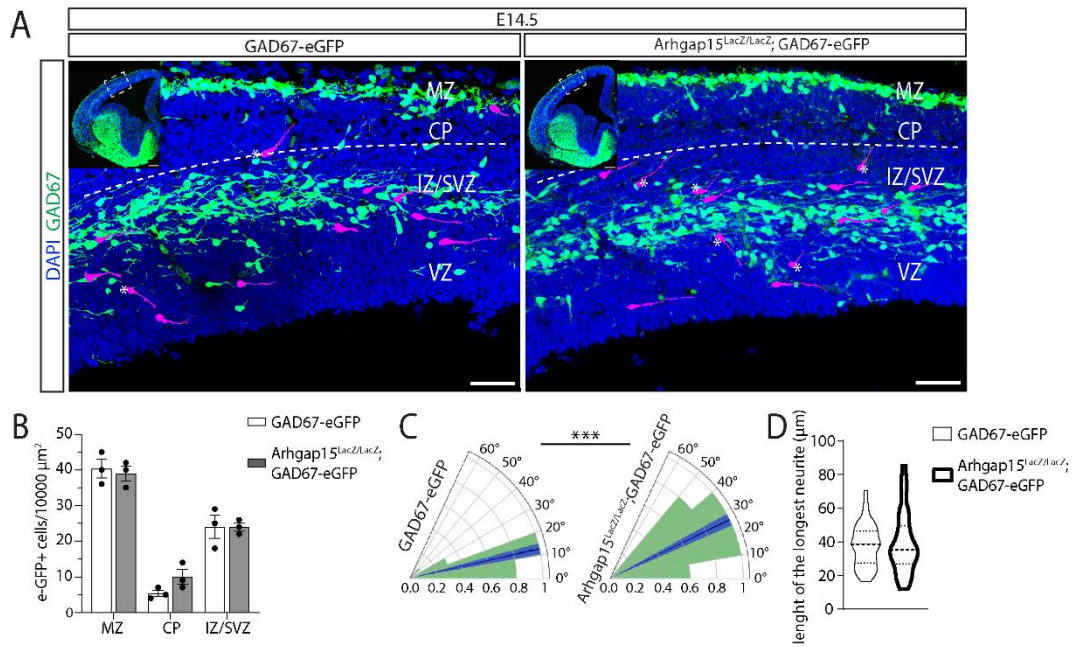 A
E14.5
GAD67-eGFP
Arhgap15LacZ/LacZ; GAD67-eGFP
DAPI GAD67
MZ
CP
IZ/SVZ
VZ
*
*
MZ
CP
IZ/SVZ
VZ
*
*
*
*
*
B
GAD67-eGFP
Arhgap15LacZ/LacZ;
GAD67-eGFP
e-GFP+ cells/10000 µm2
50
40
30
20
10
0
MZ CP IZ/SVZ
C
***
GAD67-eGFP
60°
50°
40°
30°
20°
10°
0°
0 0.2 0.4 0.6 0.8 1
Arhgap15LacZ/LacZ;GAD67-eGFP
60°
50°
40°
30°
20°
10°
0°
0 0.2 0.4 0.6 0.8 1
D
GAD67-eGFP
Arhgap15LacZ/LacZ;
GAD67-eGFP
lenght of the longest neurite (µm)
100
80
60
40
20
0